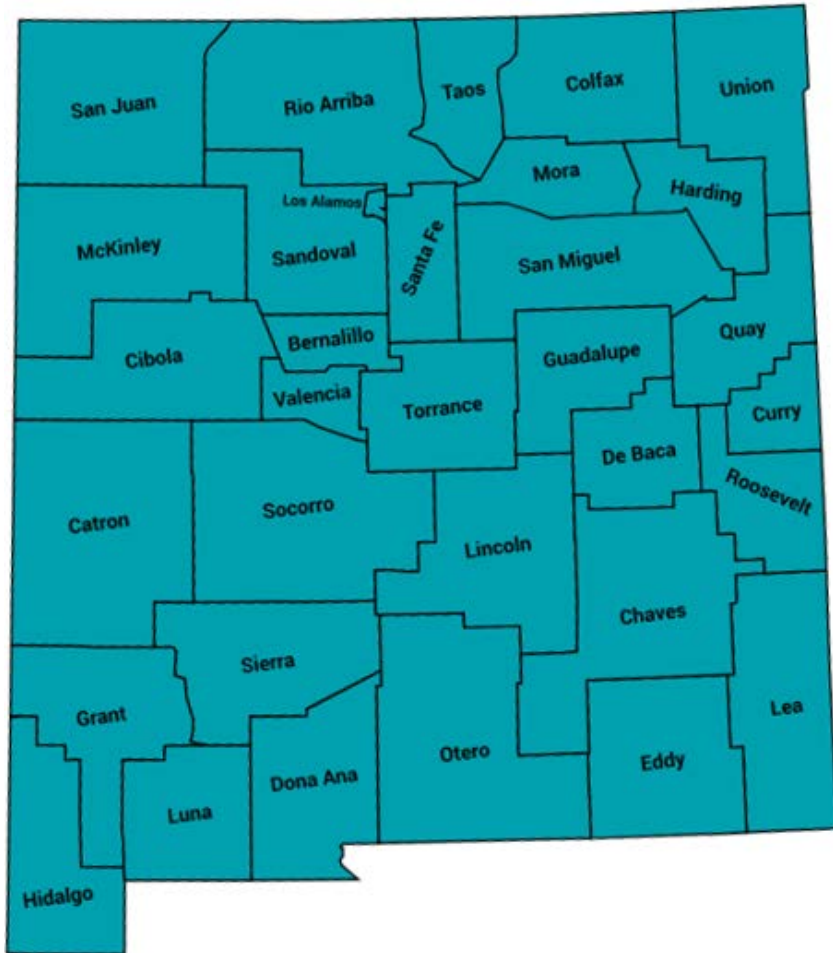 San Juan
Rio Arriba
Taos
Colfax
Union
Mora
Harding
Los Alamos
McKinley
Sandoval
Santa Fe
San Miguel
Quay
Bernalillo
Cibola
Guadalupe
Valencia
Torrance
Curry
De Baca
Roosevelt
Catron
Socorro
Lincoln
Chaves
Sierra
Grant
Lea
Otero
Eddy
Dona Ana
Luna
Hidalgo